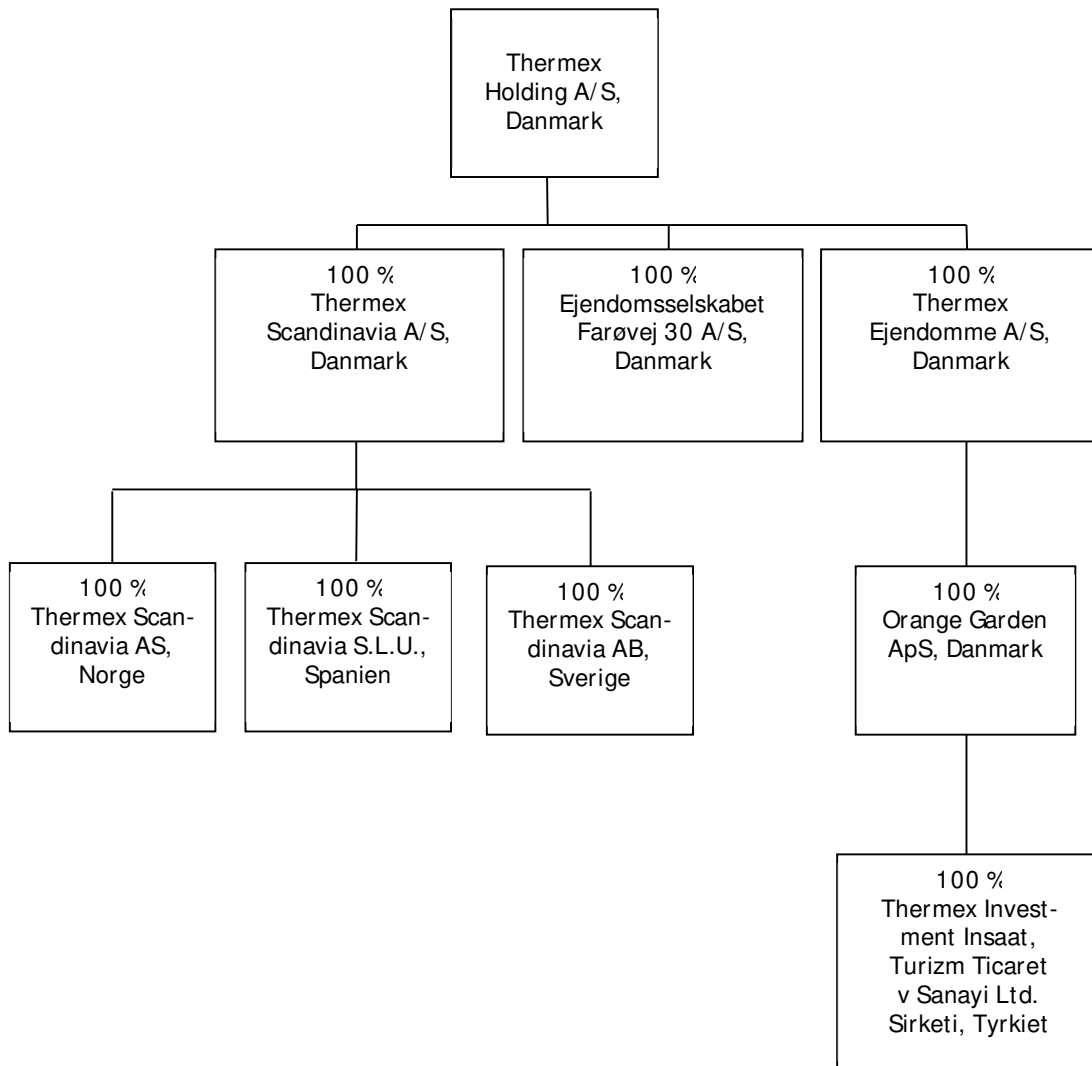 Thermex
Holding A/S,
Danmark
100 %
Thermex
Scandinavia A/S,
Danmark
100 %
Ejendomsselskabet
Farøvej 30 A/S,
Danmark
100 %
Thermex
Ejendomme A/S,
Danmark
100 %
Thermex Scan-
dinavia AS,
Norge
100 %
Thermex Scan-
dinavia S.L.U.,
Spanien
100 %
Thermex Scan-
dinavia AB,
Sverige
100 %
Orange Garden
ApS, Danmark
100 %
Thermex Invest-
ment Insaat,
Turizm Ticaret
v Sanayi Ltd.
Sirketi, Tyrkiet